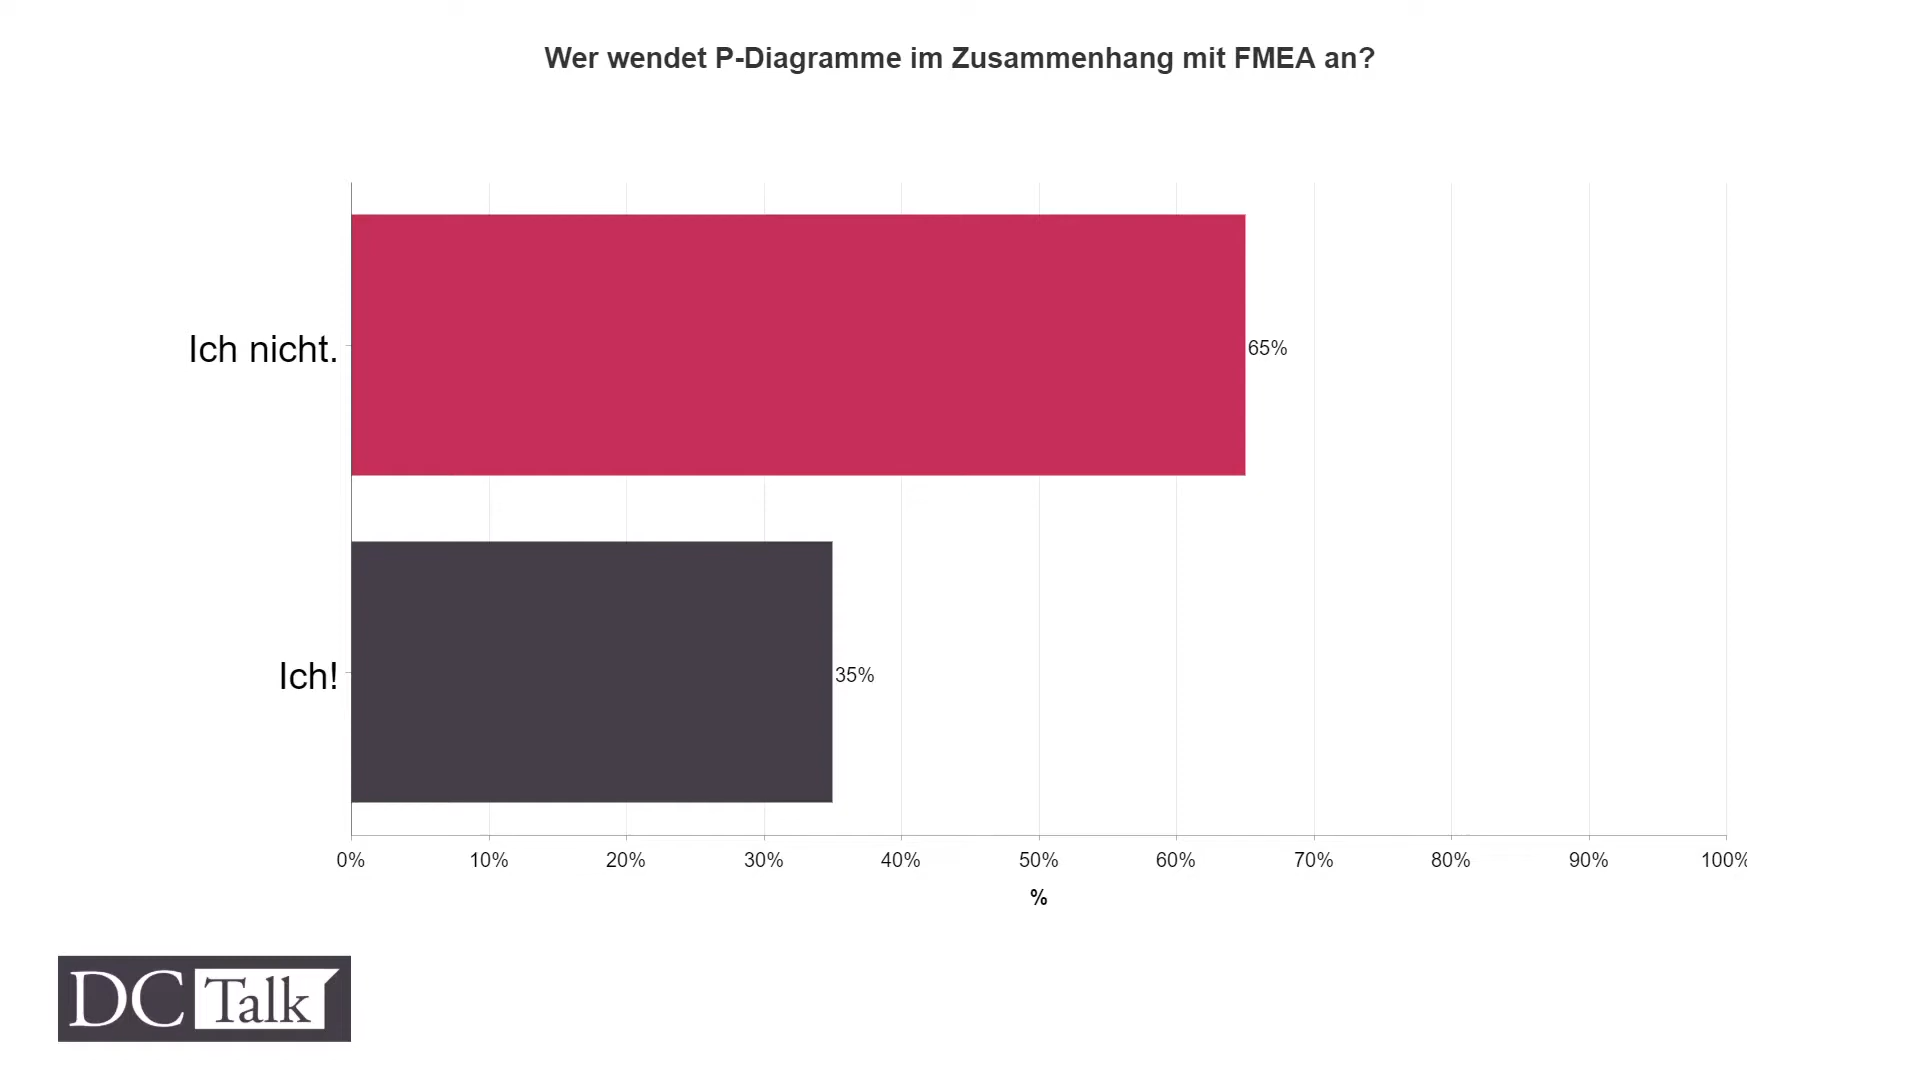 Wer wendet P-Diagramme im Zusammenhang mit FMEA an?
Ich nicht.
65%
Ich!
35%
0% 10% 20% 30% 40% 50% 60% 70% 80% 90% 100%
%
DC Talk